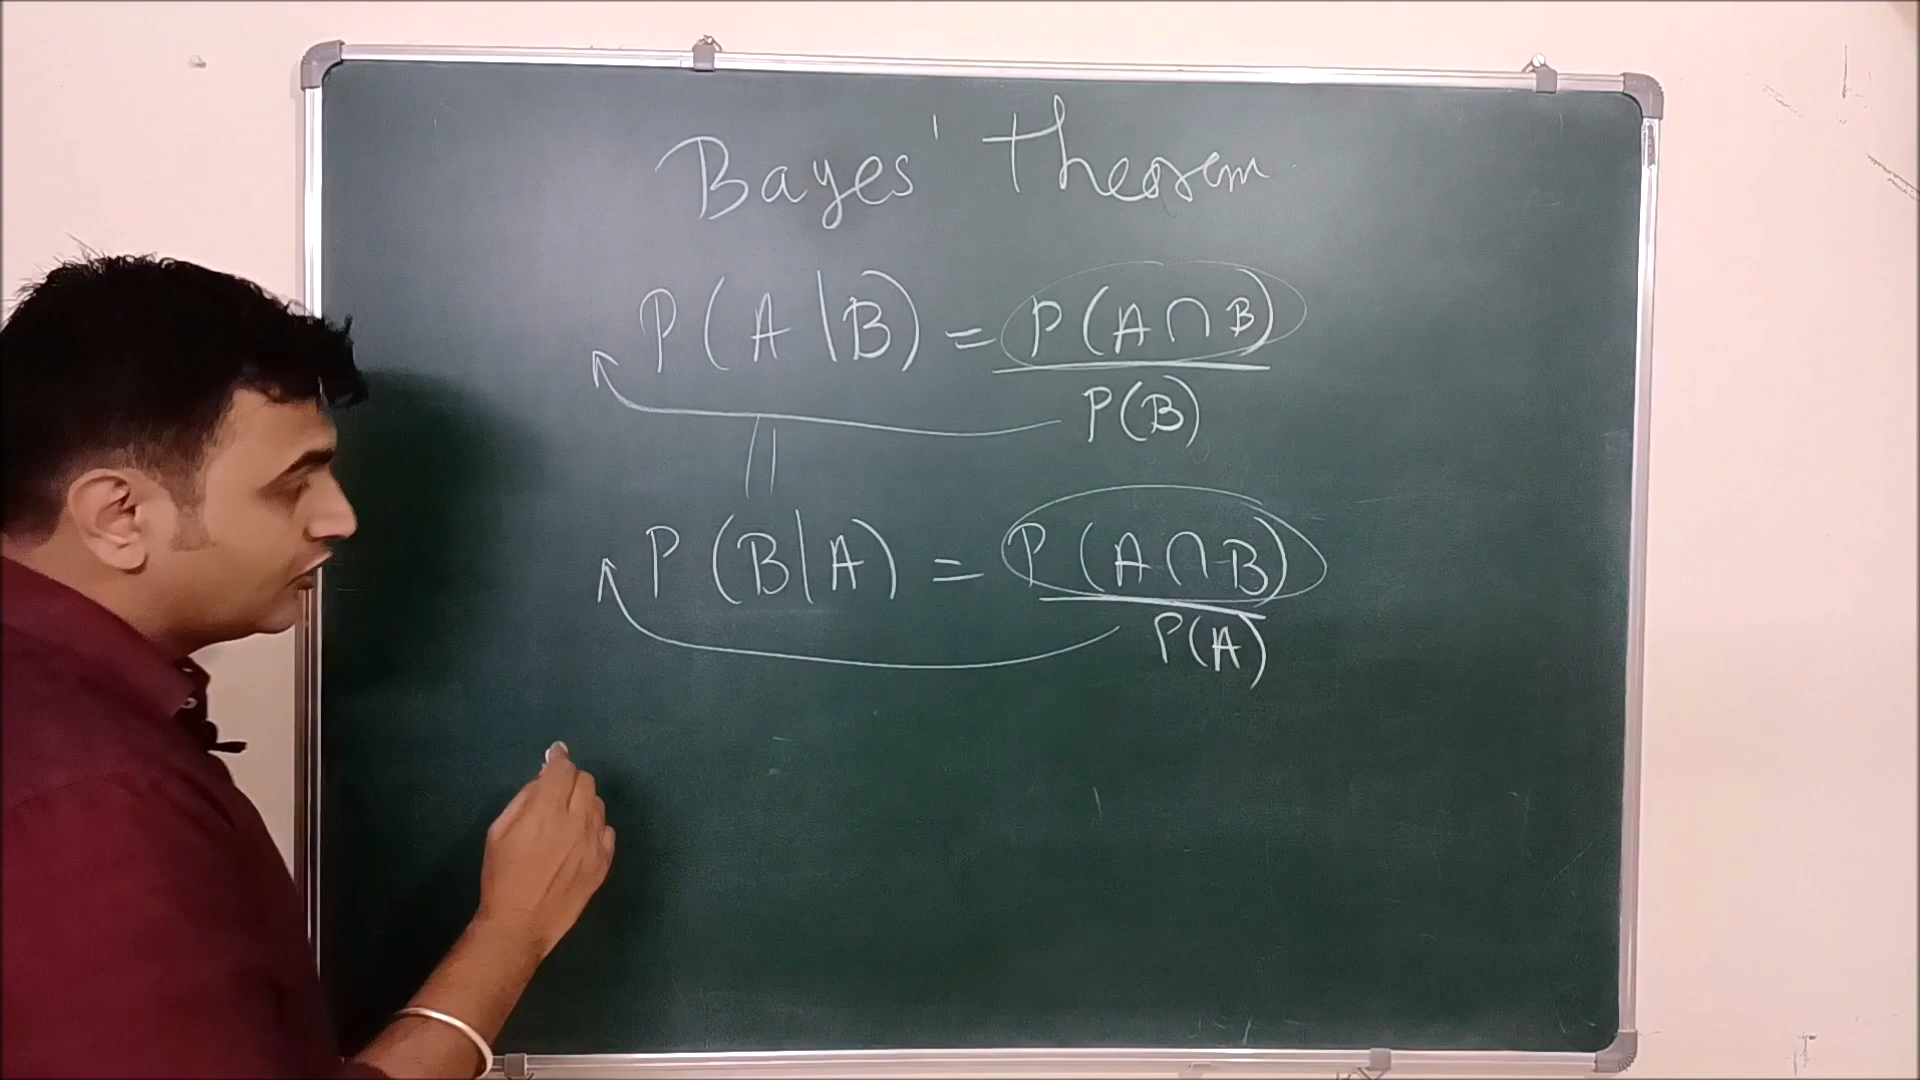 Bayes' Theorem
P(A|B) = P(A∩B)
P(B)
||
P(B|A) = P(A∩B)
P(A)